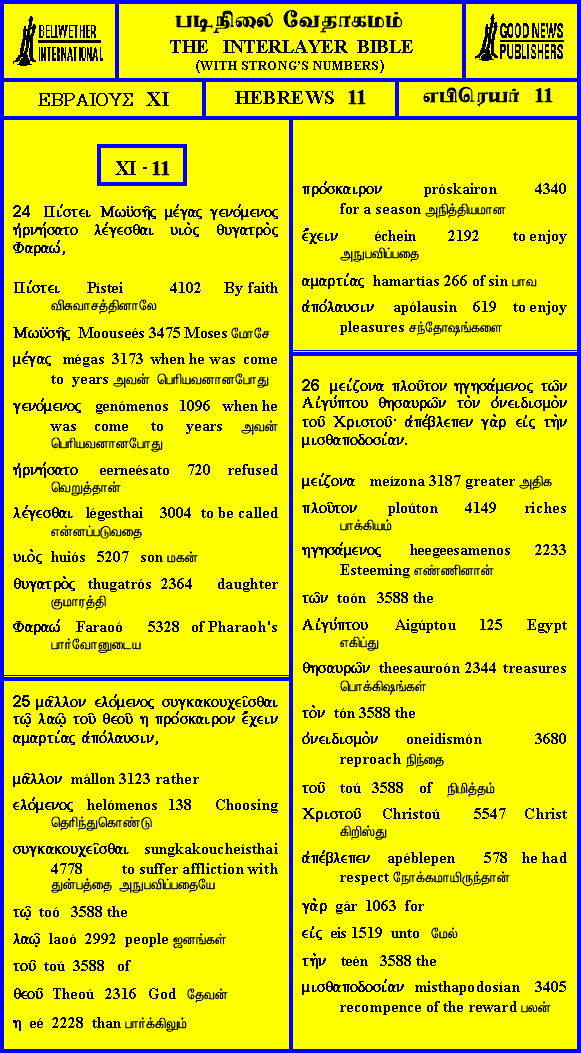 BELLWETHER
INTERNATIONAL
படிநிலை வேதாகமம்
THE INTERLAYER BIBLE
(WITH STRONG'S NUMBERS)
GOOD NEWS
PUBLISHERS
ΕΒΡΑΙΟΥΣ XI
HEBREWS 11
எபிரெயர் 11
XI - 11
24 Πίστει Μωϋσῆς μέγας γενόμενος
ἠρνήσατο λέγεσθαι υιὸς θυγατρὸς
Φαραώ,
Πίστει Pistei 4102 By faith
விசுவாசத்தினாலே
Μωϋσῆς Moouseés 3475 Moses மோசே
μέγας mégas 3173 when he was come
to years அவன் பெரியவனானபோது
γενόμενος genómenos 1096 when he
was come to years அவன்
பெரியவனானபோது
ἠρνήσατο eerneésato 720 refused
வெறுத்தான்
λέγεσθαι légesthai 3004 to be called
என்னப்படுவதை
υιὸς huiós 5207 son மகன்
θυγατρὸς thugatrós 2364 daughter
குமாரத்தி
Φαραώ Faraoó 5328 of Pharaoh's
பார்வோனுடைய
25 μᾶλλον ελόμενος συγκακουχεῖσθαι
τῷ λαῷ τοῦ θεοῦ η πρόσκαιρον ἔχειν
αμαρτίας ἀπόλαυσιν,
μᾶλλον mállon 3123 rather
ελόμενος helómenos 138 Choosing
தெரிந்துகொண்டு
συγκακουχεῖσθαι sungkakoucheísthai
4778 to suffer affliction with
துன்பத்தை அநுபவிப்பதையே
τῷ toó 3588 the
λαῷ laoó 2992 people ஜனங்கள்
τοῦ toú 3588 of
θεοῦ Theoú 2316 God தேவன்
η eé 2228 than பார்க்கிலும்
πρόσκαιρον próskairon 4340
for a season அநித்தியமான
ἔχειν échein 2192 to enjoy
அநுபவிப்பதை
αμαρτίας hamartías 266 of sin பாவ
ἀπόλαυσιν apólausin 619 to enjoy
pleasures சந்தோஷங்களை
26 μείζονα πλοῦτον ηγησάμενος τῶν
Αἰγύπτου θησαυρῶν τὸν ὀνειδισμὸν
τοῦ Χριστοῦ· ἀπέβλεπεν γὰρ εἰς τὴν
μισθαποδοσίαν.
μείζονα meízona 3187 greater அதிக
πλοῦτον ploúton 4149 riches
பாக்கியம்
ηγησάμενος heegeesamenos 2233
Esteeming எண்ணினான்
τῶν toón 3588 the
Αἰγύπτου Aigúptou 125 Egypt
எகிப்து
θησαυρῶν theesauroón 2344 treasures
பொக்கிஷங்கள்
τὸν tón 3588 the
ὀνειδισμὸν oneidismón 3680
reproach நிந்தை
τοῦ toú 3588 of நிமித்தம்
Χριστοῦ Christoú 5547 Christ
கிறிஸ்து
ἀπέβλεπεν apéblepen 578 he had
respect நோக்கமாயிருந்தான்
γὰρ gár 1063 for
εἰς eis 1519 unto மேல்
τὴν teén 3588 the
μισθαποδοσίαν misthapodosían 3405
recompence of the reward பலன்